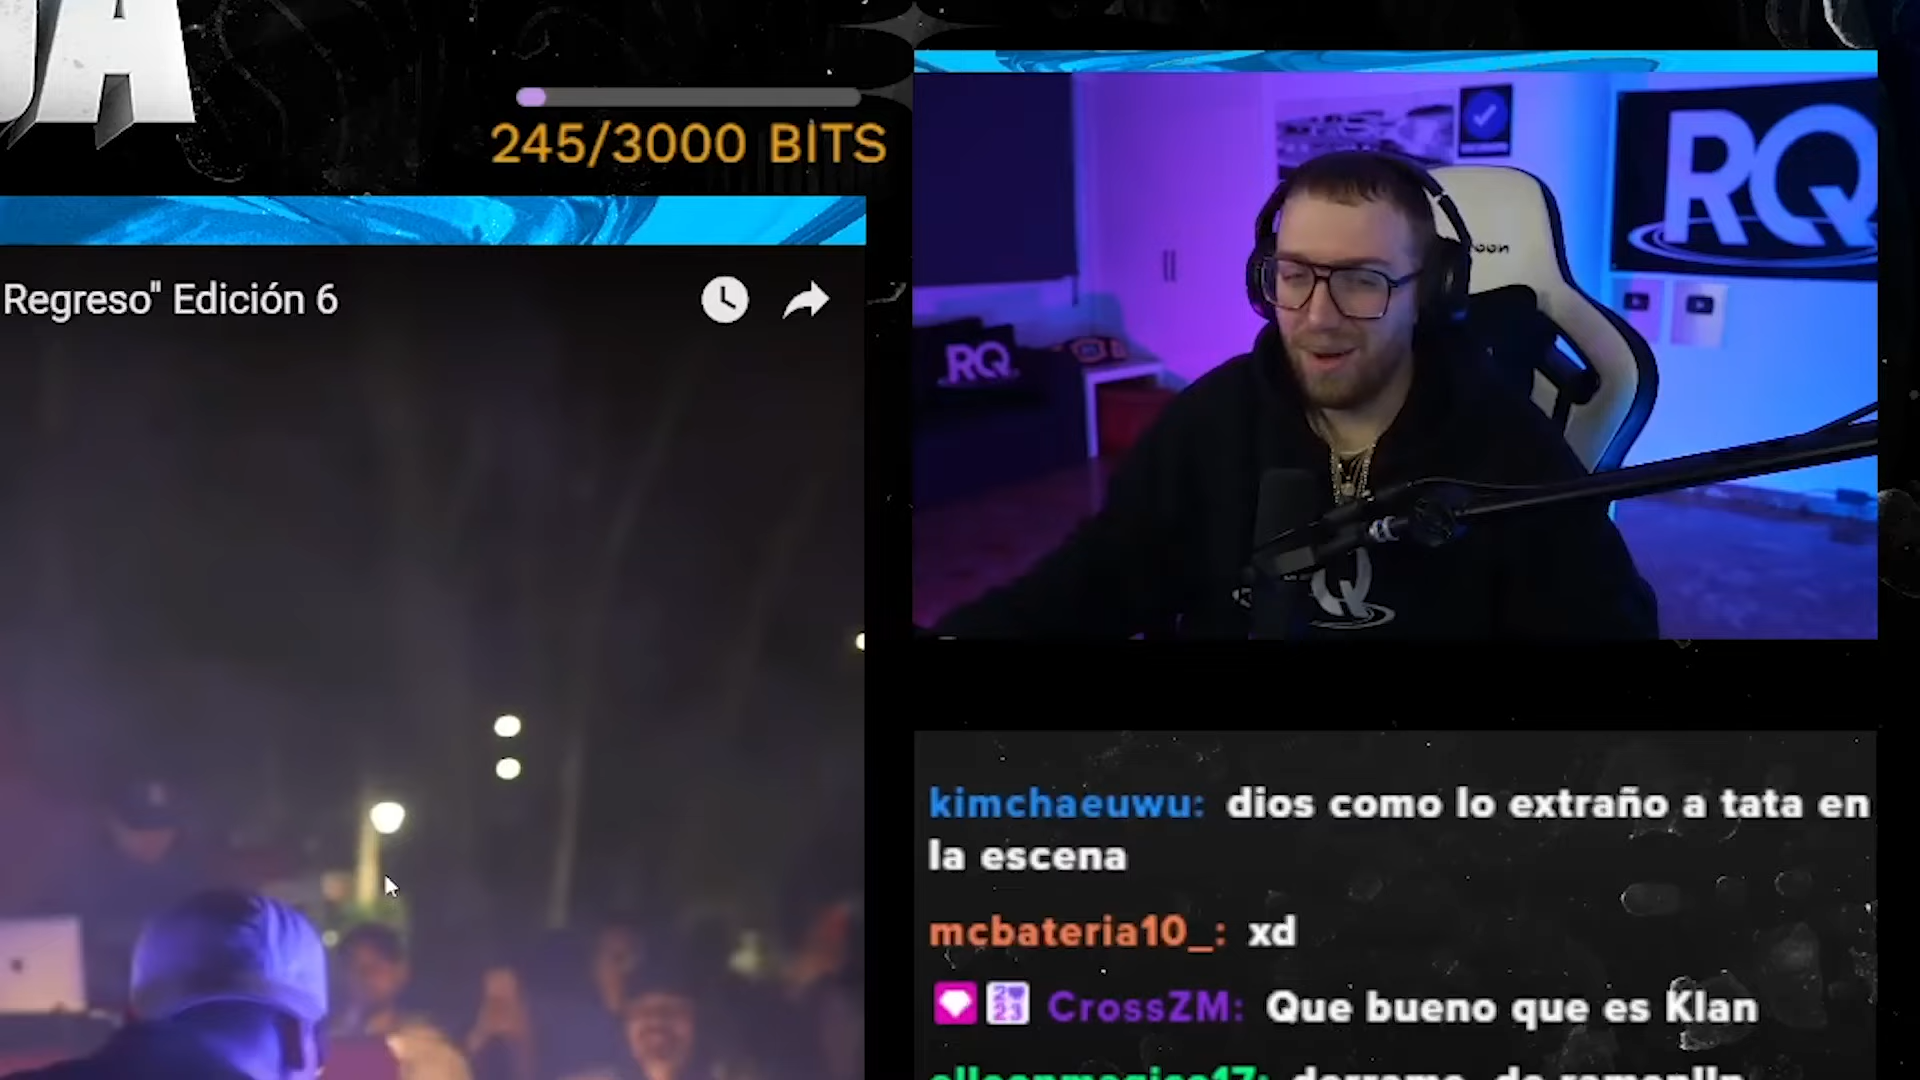 JA
245/3000 BITS
Regreso" Edición 6
RQ
RQ
kimchaeuwu: dios como lo extraño a tata en
la escena
mcbateria10_: xd
CrossZM: Que bueno que es Klan